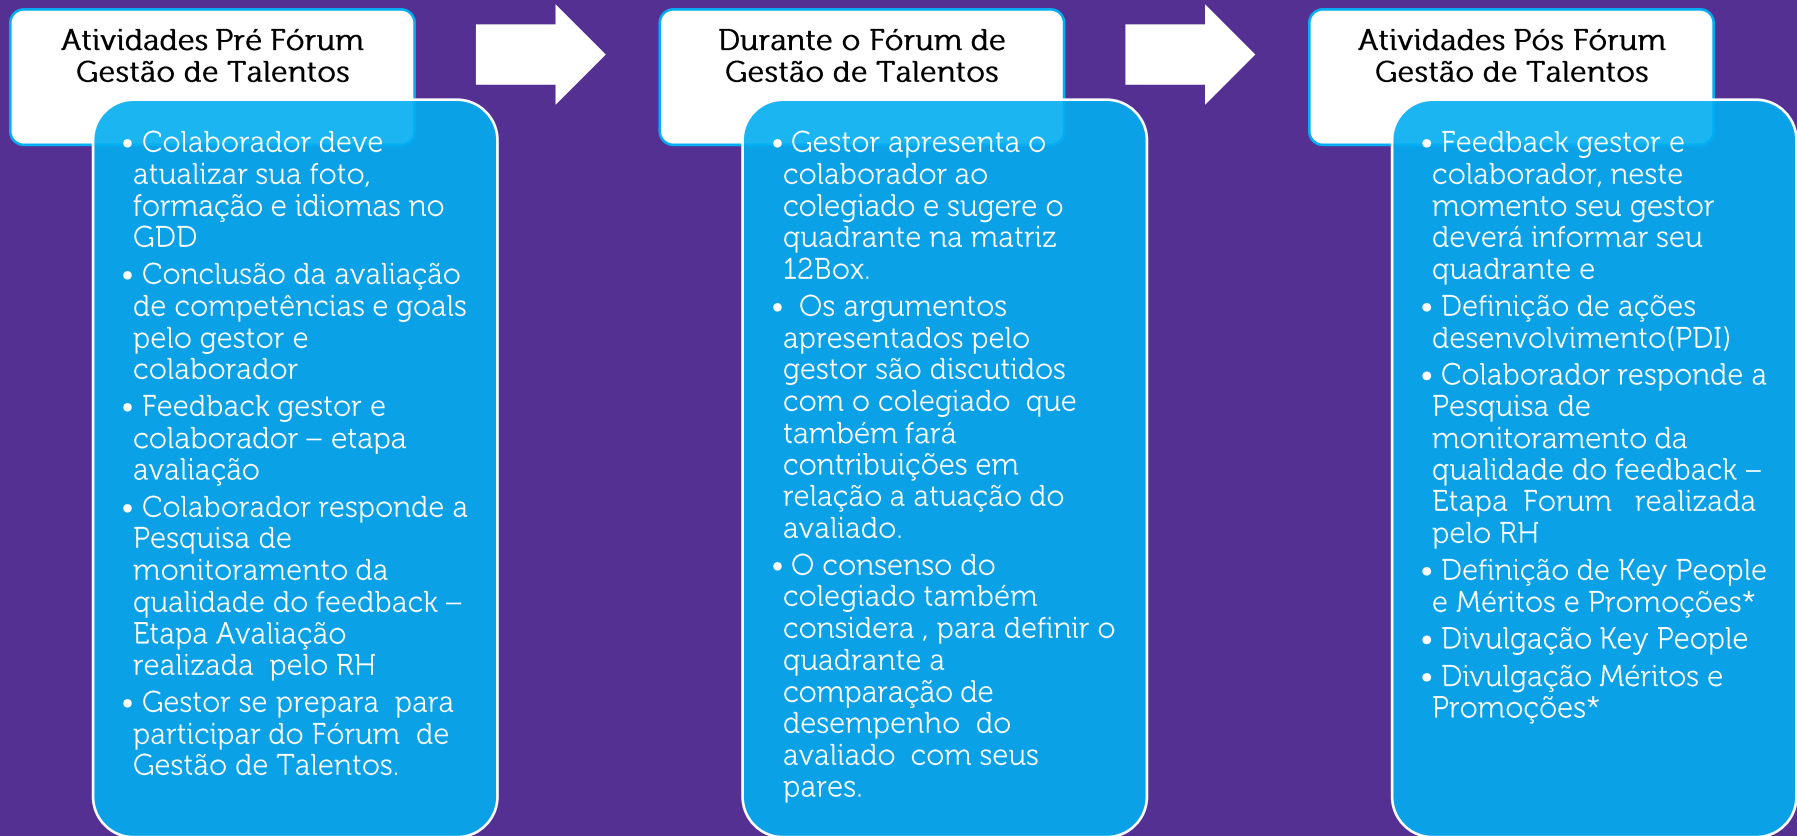 Atividades Pré Fórum
Gestão de Talentos
• Colaborador deve
atualizar sua foto,
formação e idiomas no
GDD
• Conclusão da avaliação
de competências e goals
pelo gestor e
colaborador
• Feedback gestor e
colaborador – etapa
avaliação
• Colaborador responde a
Pesquisa de
monitoramento da
qualidade do feedback –
Etapa Avaliação
realizada pelo RH
• Gestor se prepara para
participar do Fórum de
Gestão de Talentos.
Durante o Fórum de
Gestão de Talentos
• Gestor apresenta o
colaborador ao
colegiado e sugere o
quadrante na matriz
12Box.
• Os argumentos
apresentados pelo
gestor são discutidos
com o colegiado que
também fará
contribuições em
relação a atuação do
avaliado.
• O consenso do
colegiado também
considera , para definir o
quadrante a
comparação de
desempenho do
avaliado com seus
pares.
Atividades Pós Fórum
Gestão de Talentos
• Feedback gestor e
colaborador, neste
momento seu gestor
deverá informar seu
quadrante e
• Definição de ações
desenvolvimento(PDI)
• Colaborador responde a
Pesquisa de
monitoramento da
qualidade do feedback –
Etapa Forum realizada
pelo RH
• Definição de Key People
e Méritos e Promoções*
• Divulgação Key People
• Divulgação Méritos e
Promoções*